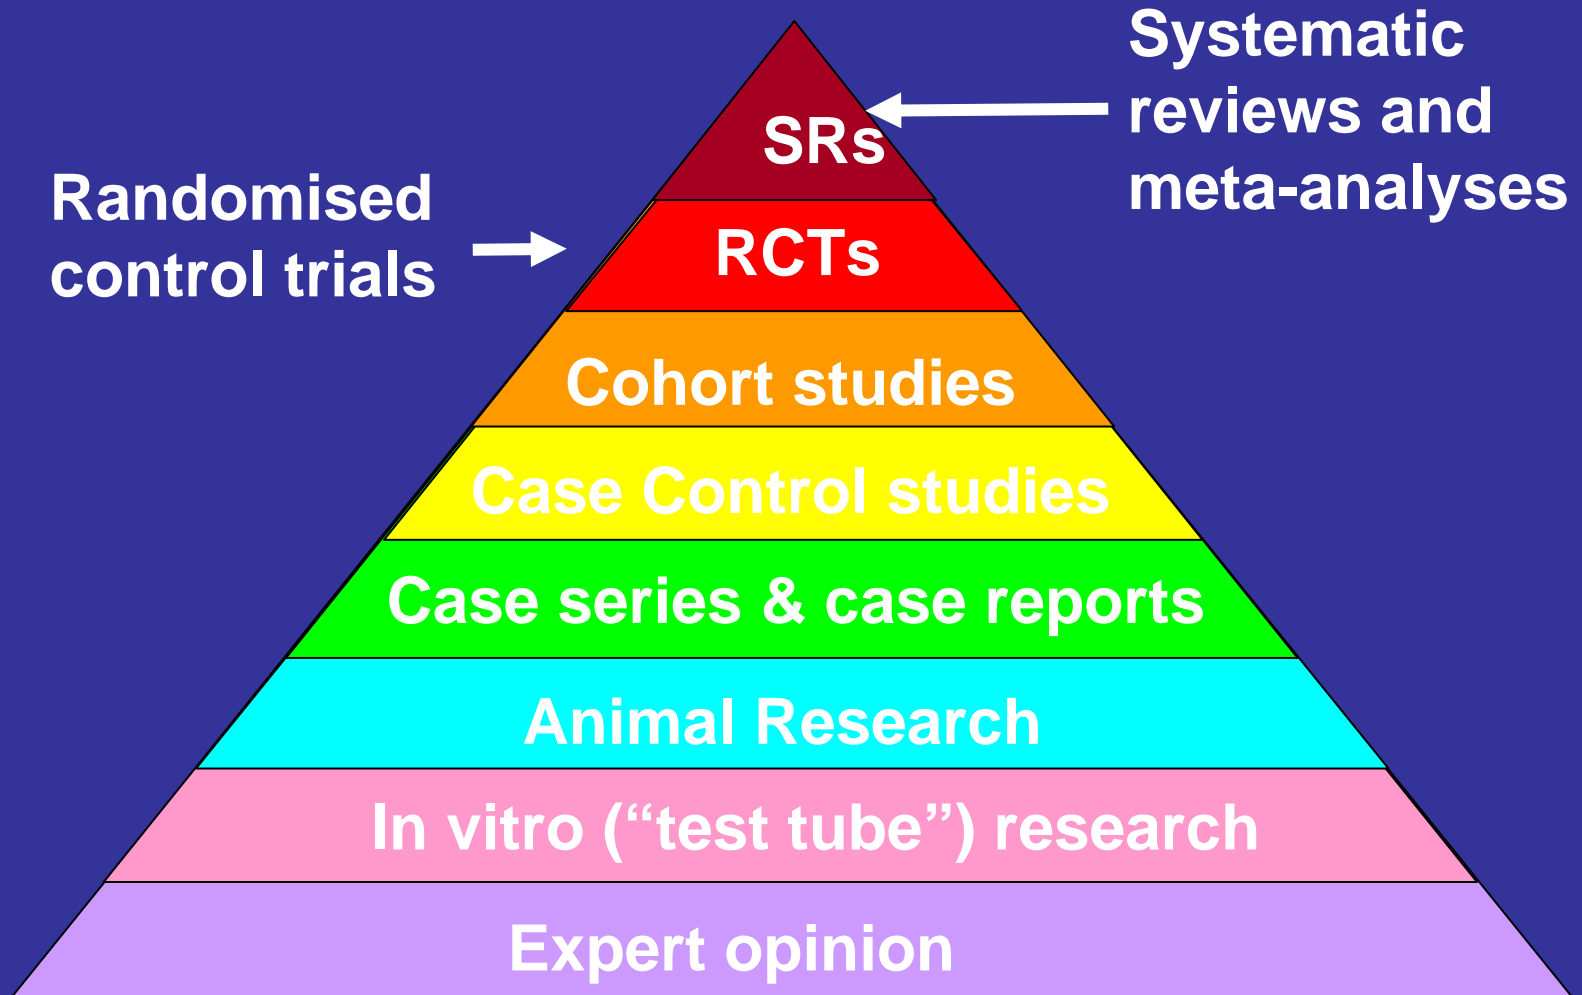 Systematic
reviews and
meta-analyses
Randomised
control trials
SRs
RCTs
Cohort studies
Case Control studies
Case series & case reports
Animal Research
In vitro (“test tube”) research
Expert opinion